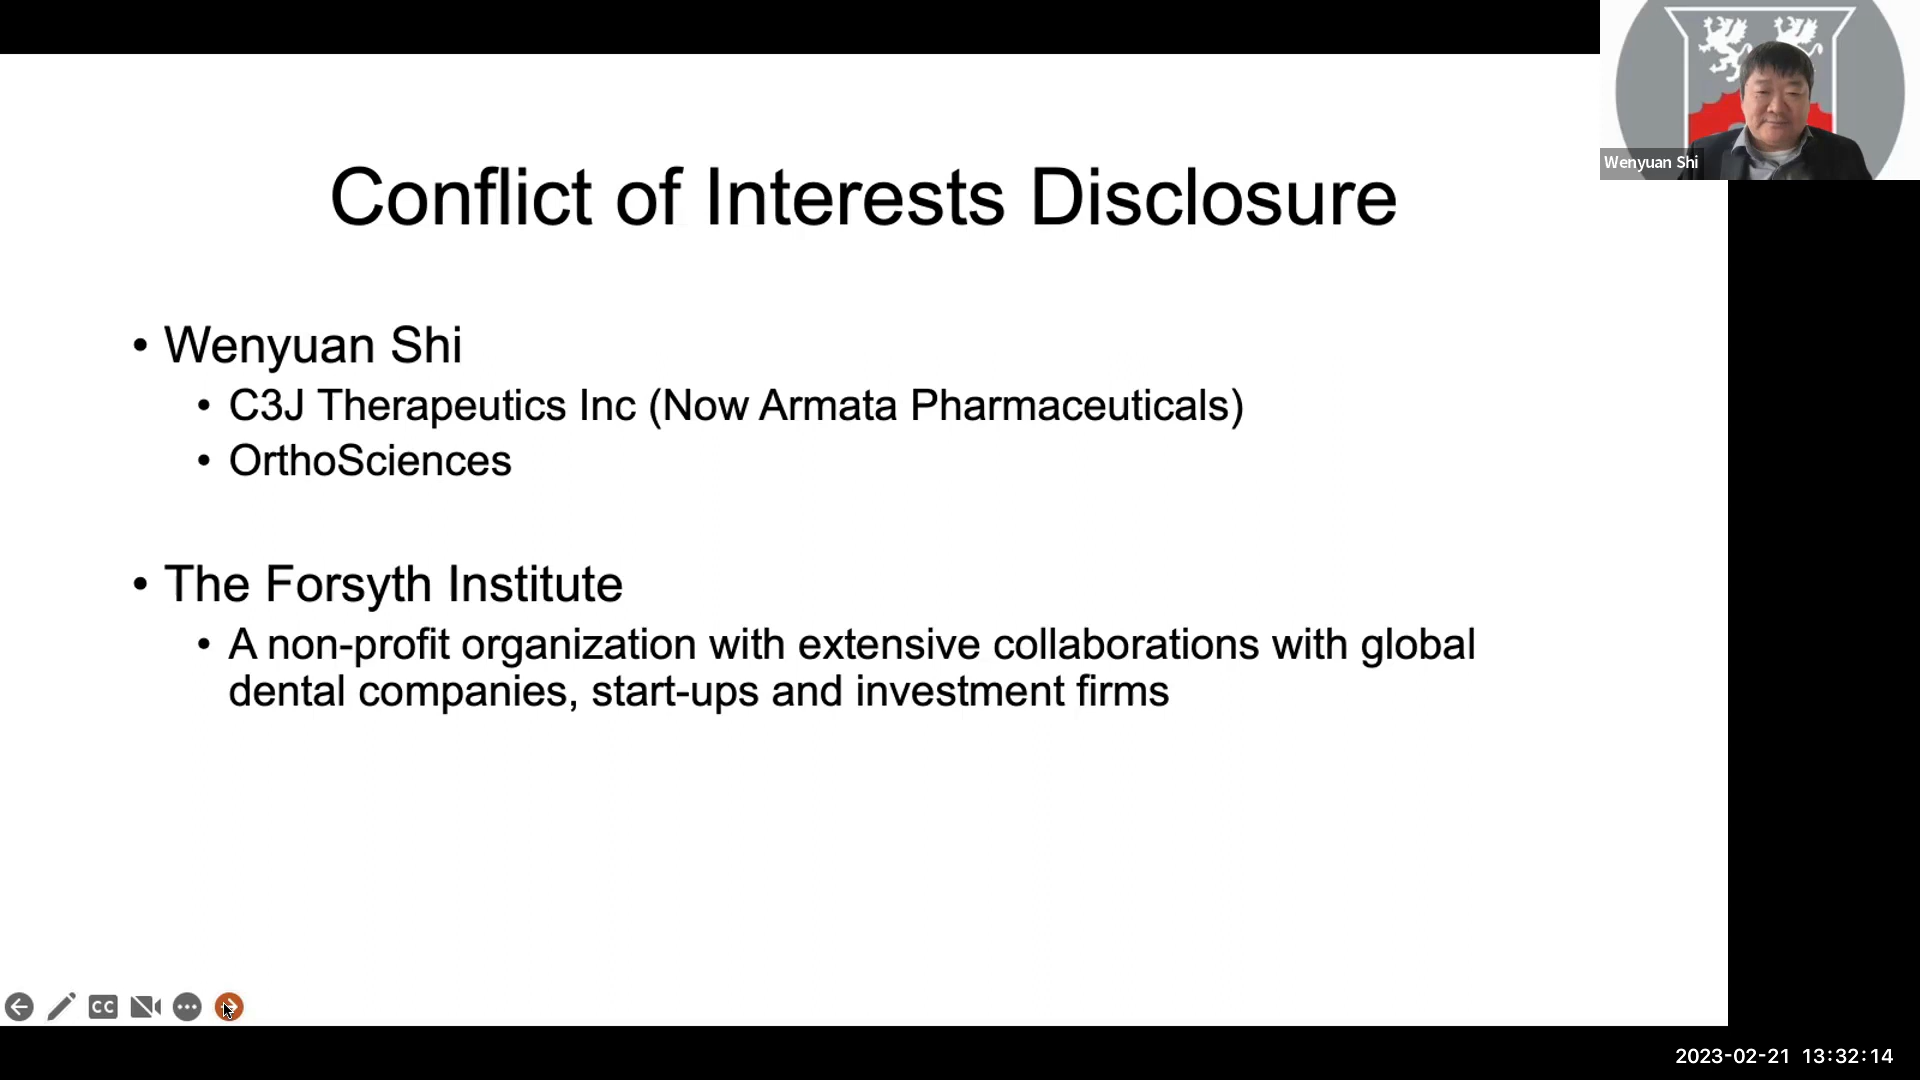 Wenyuan Shi
Conflict of Interests Disclosure
• Wenyuan Shi
• C3J Therapeutics Inc (Now Armata Pharmaceuticals)
• OrthoSciences
• The Forsyth Institute
• A non-profit organization with extensive collaborations with global
dental companies, start-ups and investment firms
CC
2023-02-21 13:32:14